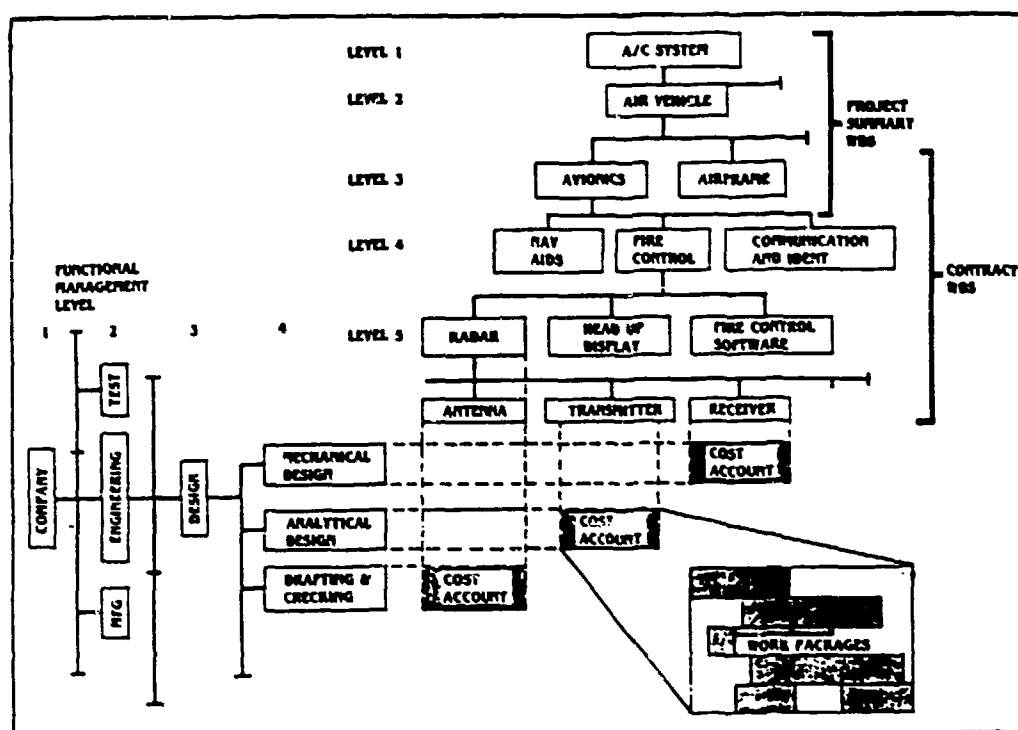 LEVEL 1
A/C SYSTEM
LEVEL 2
AIR VEHICLE
PROJECT
SUMMARY
WBS
LEVEL 3
AVIONICS
AIRFRAME
LEVEL 4
NAV
AIDS
FIRE
CONTROL
COMMUNICATION
AND IDENT
CONTRACT
WBS
FUNCTIONAL
MANAGEMENT
LEVEL
1
2
3
4
LEVEL 5
RADAR
HEAD UP
DISPLAY
FIRE CONTROL
SOFTWARE
TEST
ANTENNA
TRANSMITTER
RECEIVER
COMPANY
ENGINEERING
DESIGN
MECHANICAL
DESIGN
COST
ACCOUNT
ANALYTICAL
DESIGN
COST
ACCOUNT
MFG
DRAFTING &
CHECKING
COST
ACCOUNT
WORK PACKAGES